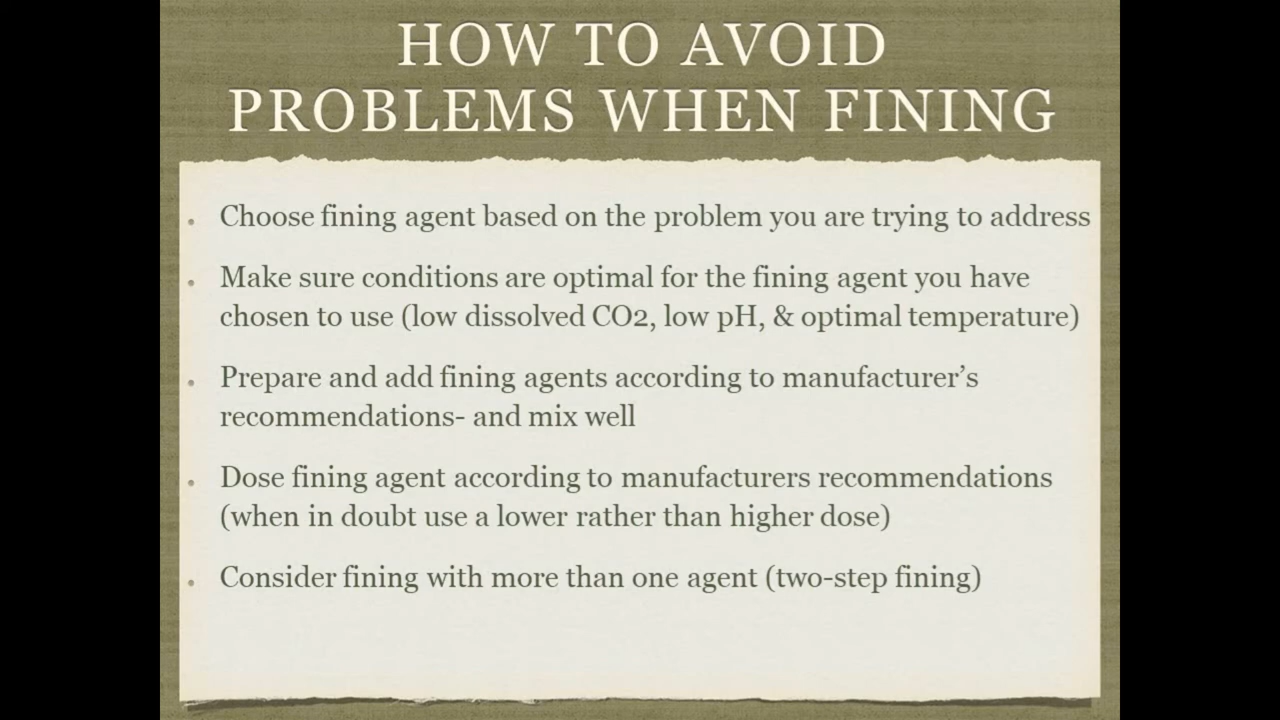 HOW TO AVOID
PROBLEMS WHEN FINING
Choose fining agent based on the problem you are trying to address
Make sure conditions are optimal for the fining agent you have
chosen to use (low dissolved CO2, low pH, & optimal temperature)
Prepare and add fining agents according to manufacturer’s
recommendations- and mix well
Dose fining agent according to manufacturers recommendations
(when in doubt use a lower rather than higher dose)
Consider fining with more than one agent (two-step fining)